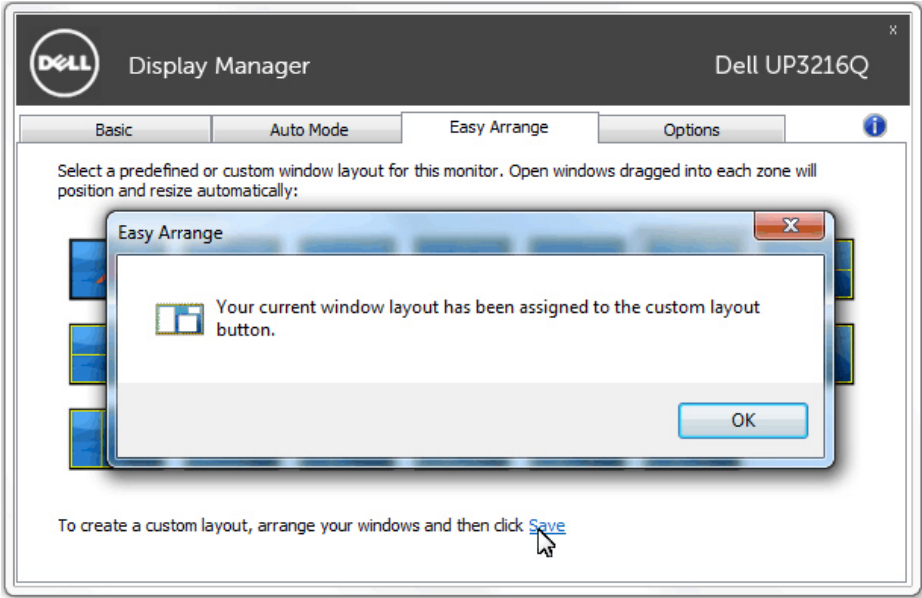 DELL
Display Manager
Dell UP3216Q
x
Basic
Auto Mode
Easy Arrange
Options
i
Select a predefined or custom window layout for this monitor. Open windows dragged into each zone will
position and resize automatically:
Easy Arrange
x
Your current window layout has been assigned to the custom layout
button.
OK
To create a custom layout, arrange your windows and then click Save